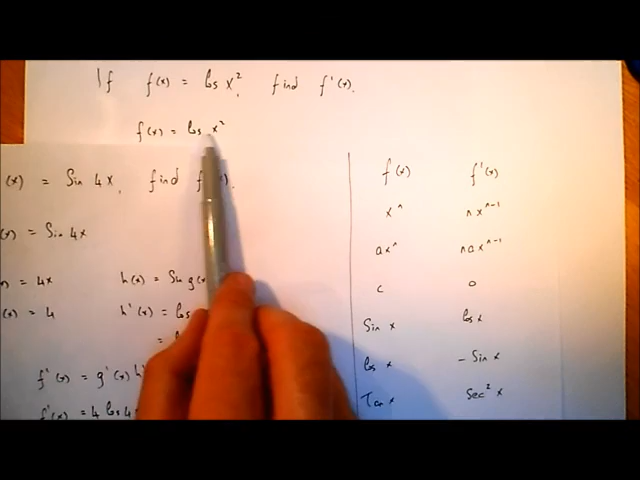 If f(x) = Cos x², find f'(x).
f(x) = Cos x²
(x) = Sin 4x, find f
(x) = Sin 4x
= 4x h(x) = Sin g(x
(x) = 4 h'(x) = Cos
=
f'(x) = g'(x) h'
f'(x) = 4 Cos 4
f(x) f'(x)
xⁿ nxⁿ⁻¹
axⁿ naxⁿ⁻¹
c 0
Sin x Cos x
Cos x -Sin x
Tan x Sec² x